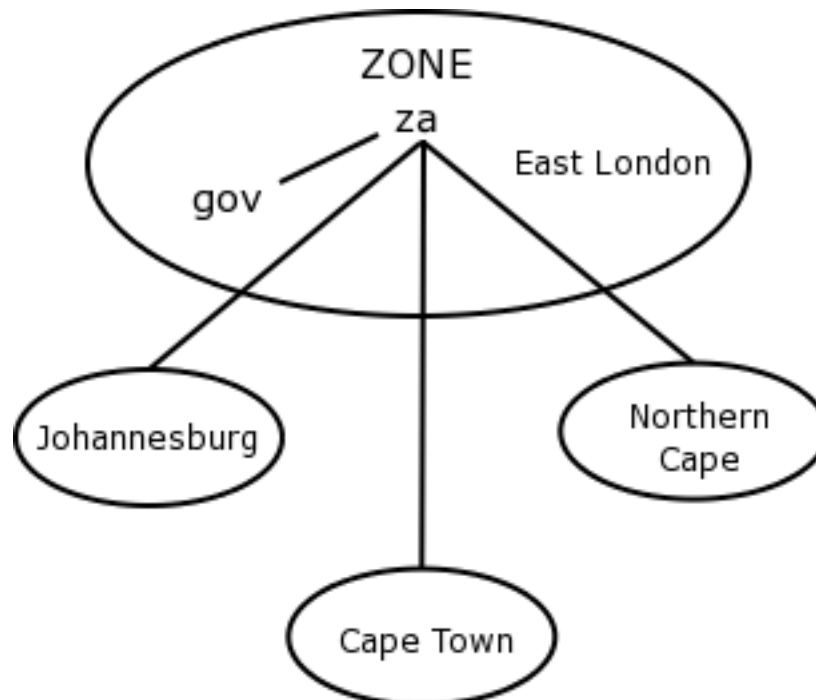 ZONE
za
East London
gov
Johannesburg
Northern
Cape
Cape Town